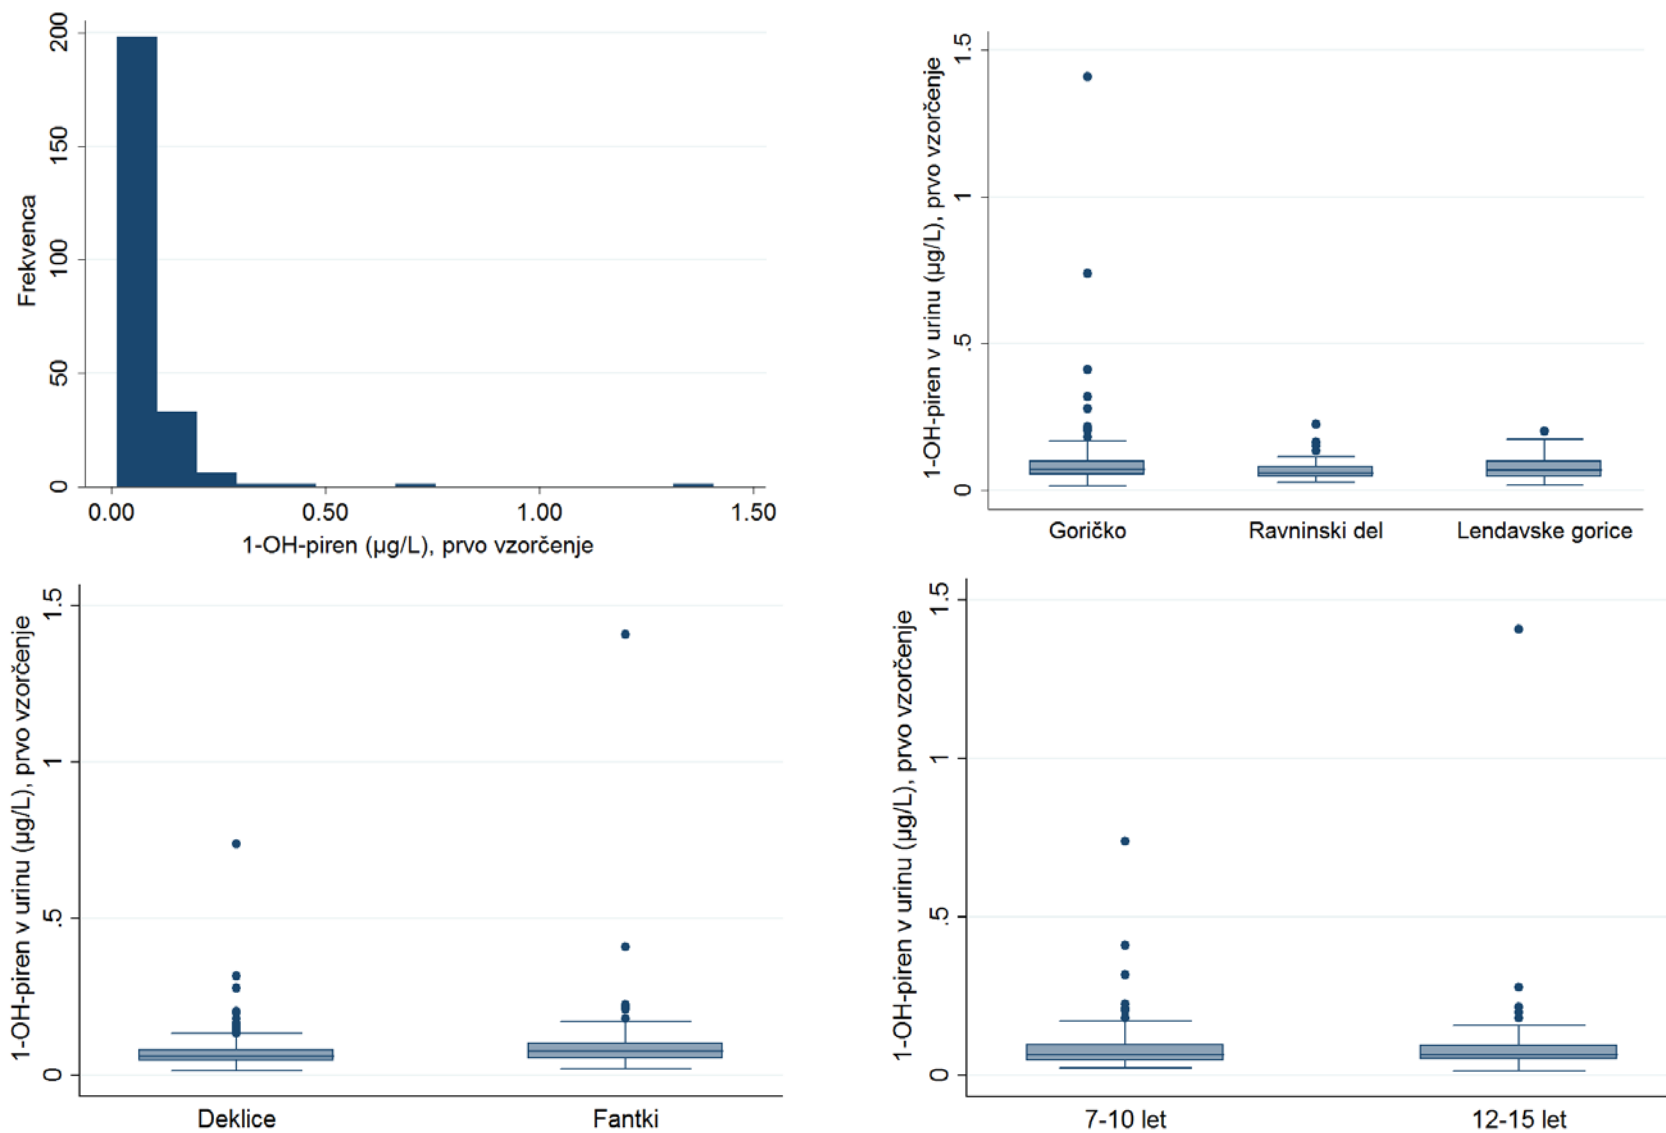 Frekvenca
200
150
100
50
0
0.00 0.50 1.00 1.50
1-OH-piren (µg/L), prvo vzorčenje
1-OH-piren v urinu (µg/L), prvo vzorčenje
1.5
1
.5
0
Goričko Ravninski del Lendavske gorice
1-OH-piren v urinu (µg/L), prvo vzorčenje
1.5
1
.5
0
Deklice Fantki
1-OH-piren v urinu (µg/L), prvo vzorčenje
1.5
1
.5
0
7-10 let 12-15 let